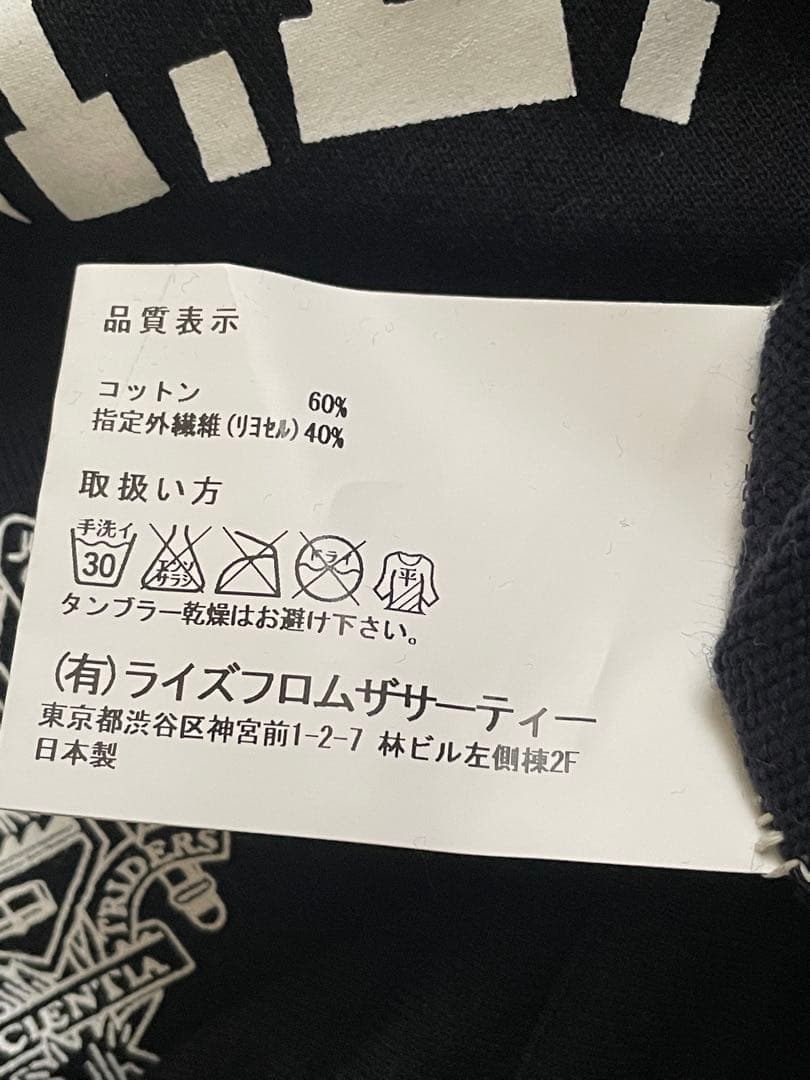 品質表示
コットン 60%
指定外繊維(リヨセル)40%
取扱い方
手洗イ
30
エンソ
サラシ
ドライ
平
タンブラー乾燥はお避け下さい。
(有)ライズフロムザサーティー
東京都渋谷区神宮前1-2-7 林ビル左側棟2F
日本製
TRIDERS
CIENTIA